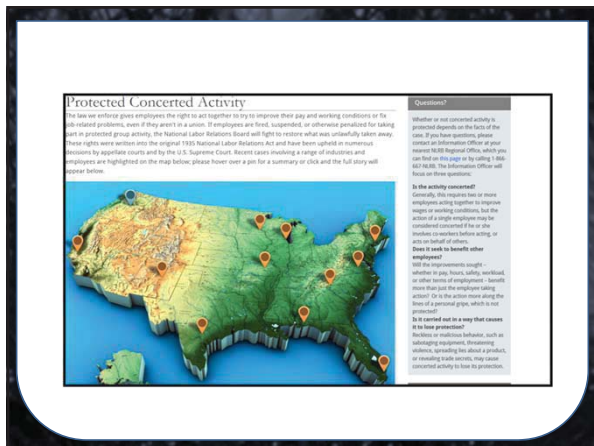 Protected Concerted Activity
The law we enforce gives employees the right to act together to try to improve their pay and working conditions or fix
job-related problems, even if they aren't in a union. If employees are fired, suspended, or otherwise penalized for taking
part in protected group activity, the National Labor Relations Board will fight to restore what was unlawfully taken away.
These rights were written into the original 1935 National Labor Relations Act and have been upheld in numerous
decisions by appellate courts and by the U.S. Supreme Court. Recent cases involving a range of industries and
employees are highlighted on the map below; please hover over a pin for a summary or click and the full story will
appear below.
Questions?
Whether or not concerted activity is
protected depends on the facts of the
case. If you have questions, please
contact an Information Officer at your
nearest NLRB Regional Office, which you
can find on this page or by calling 1-866-
667-NLRB. The Information Officer will
focus on three questions:
Is the activity concerted?
Generally, this requires two or more
employees acting together to improve
wages or working conditions, but the
action of a single employee may be
considered concerted if he or she
involves co-workers before acting, or
acts on behalf of others.
Does it seek to benefit other
employees?
Will the improvements sought –
whether in pay, hours, safety, workload,
or other terms of employment – benefit
more than just the employee taking
action? Or is the action more along the
lines of a personal gripe, which is not
protected?
Is it carried out in a way that causes
it to lose protection?
Reckless or malicious behavior, such as
sabotaging equipment, threatening
violence, spreading lies about a product,
or revealing trade secrets, may cause
concerted activity to lose its protection.